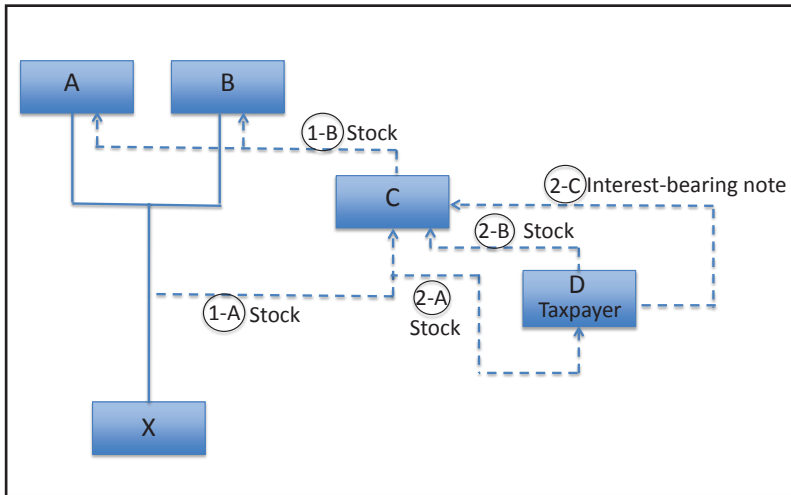 A
B
1-B Stock
2-C Interest-bearing note
C
2-B Stock
D
Taxpayer
1-A Stock
2-A
Stock
X